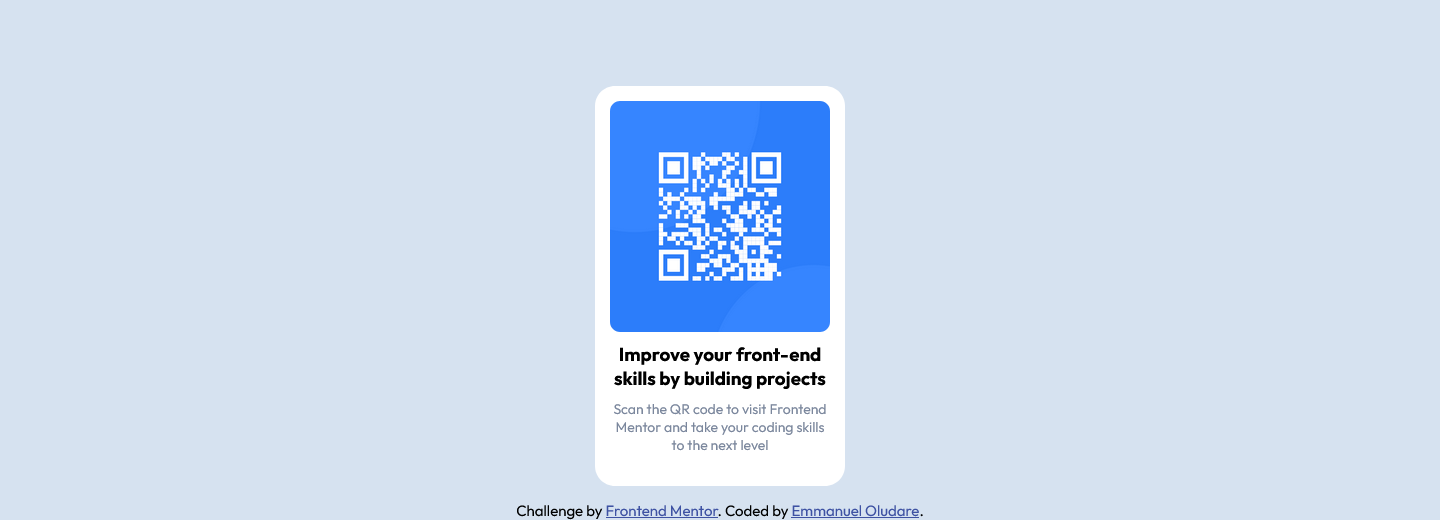 Improve your front-end
skills by building projects
Scan the QR code to visit Frontend
Mentor and take your coding skills
to the next level
Challenge by Frontend Mentor. Coded by Emmanuel Oludare.